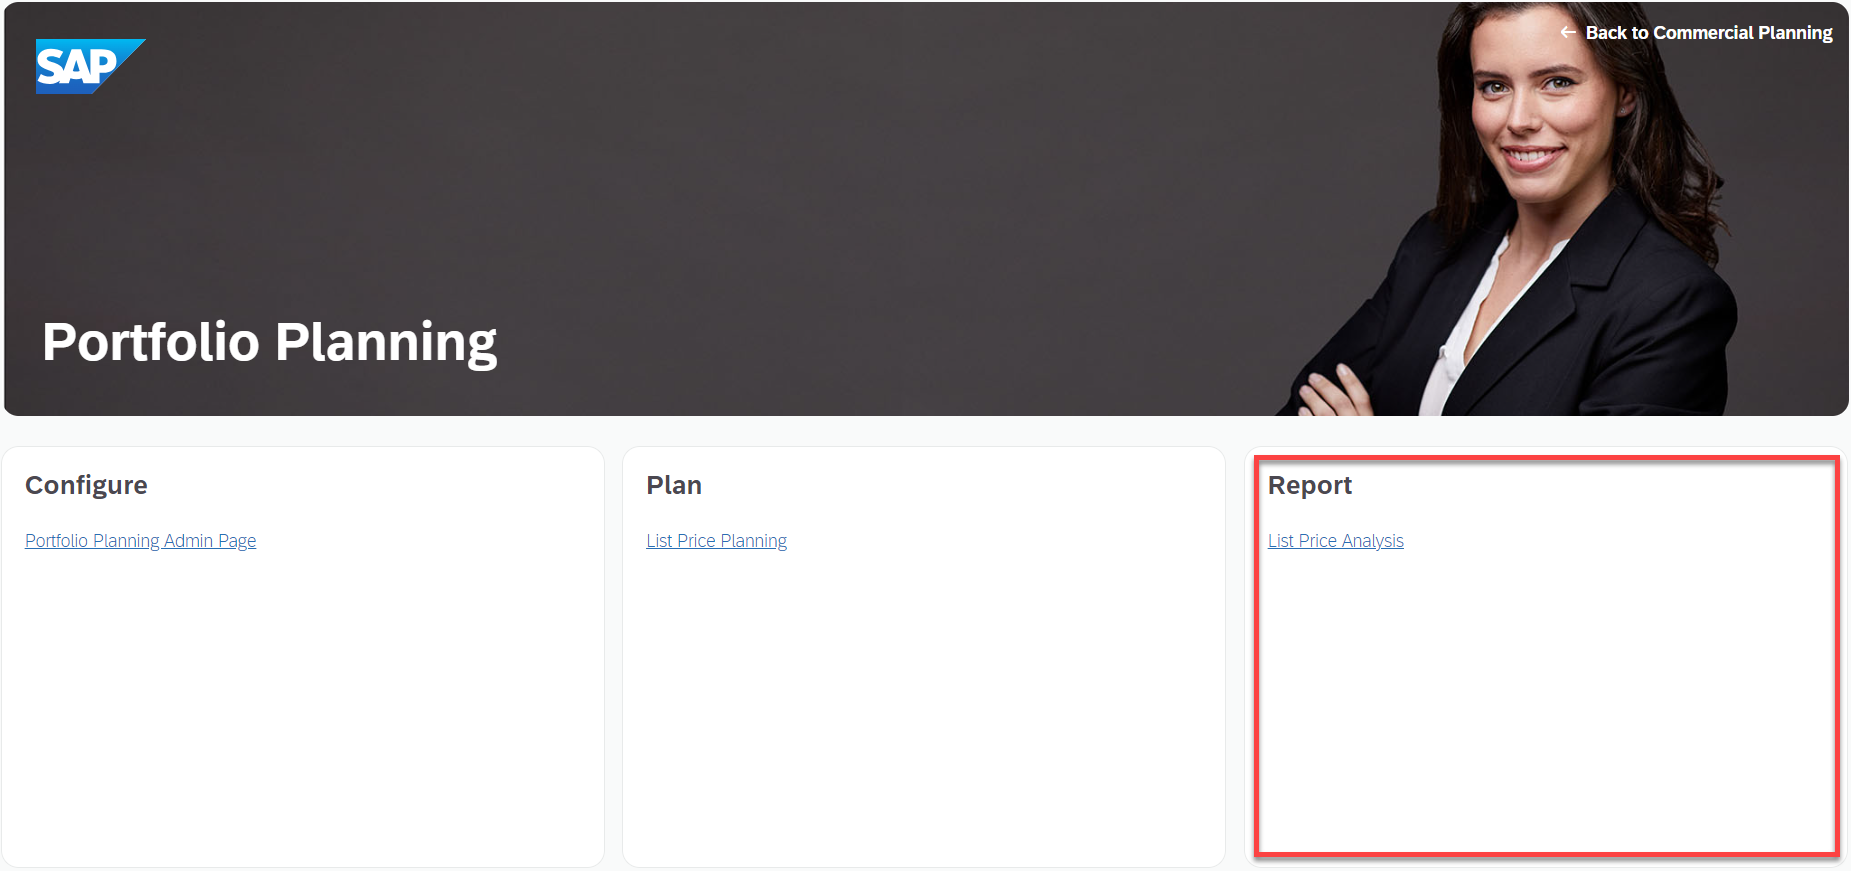 SAP
← Back to Commercial Planning
Portfolio Planning
Configure
Portfolio Planning Admin Page
Plan
List Price Planning
Report
List Price Analysis